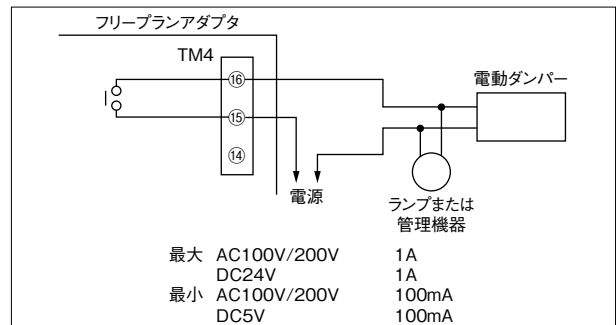 フリープランアダプタ
TM4
⑯
⑮
⑭
電源
電動ダンパー
ランプまたは
管理機器
最大 AC100V/200V 1A
DC24V 1A
最小 AC100V/200V 100mA
DC5V 100mA